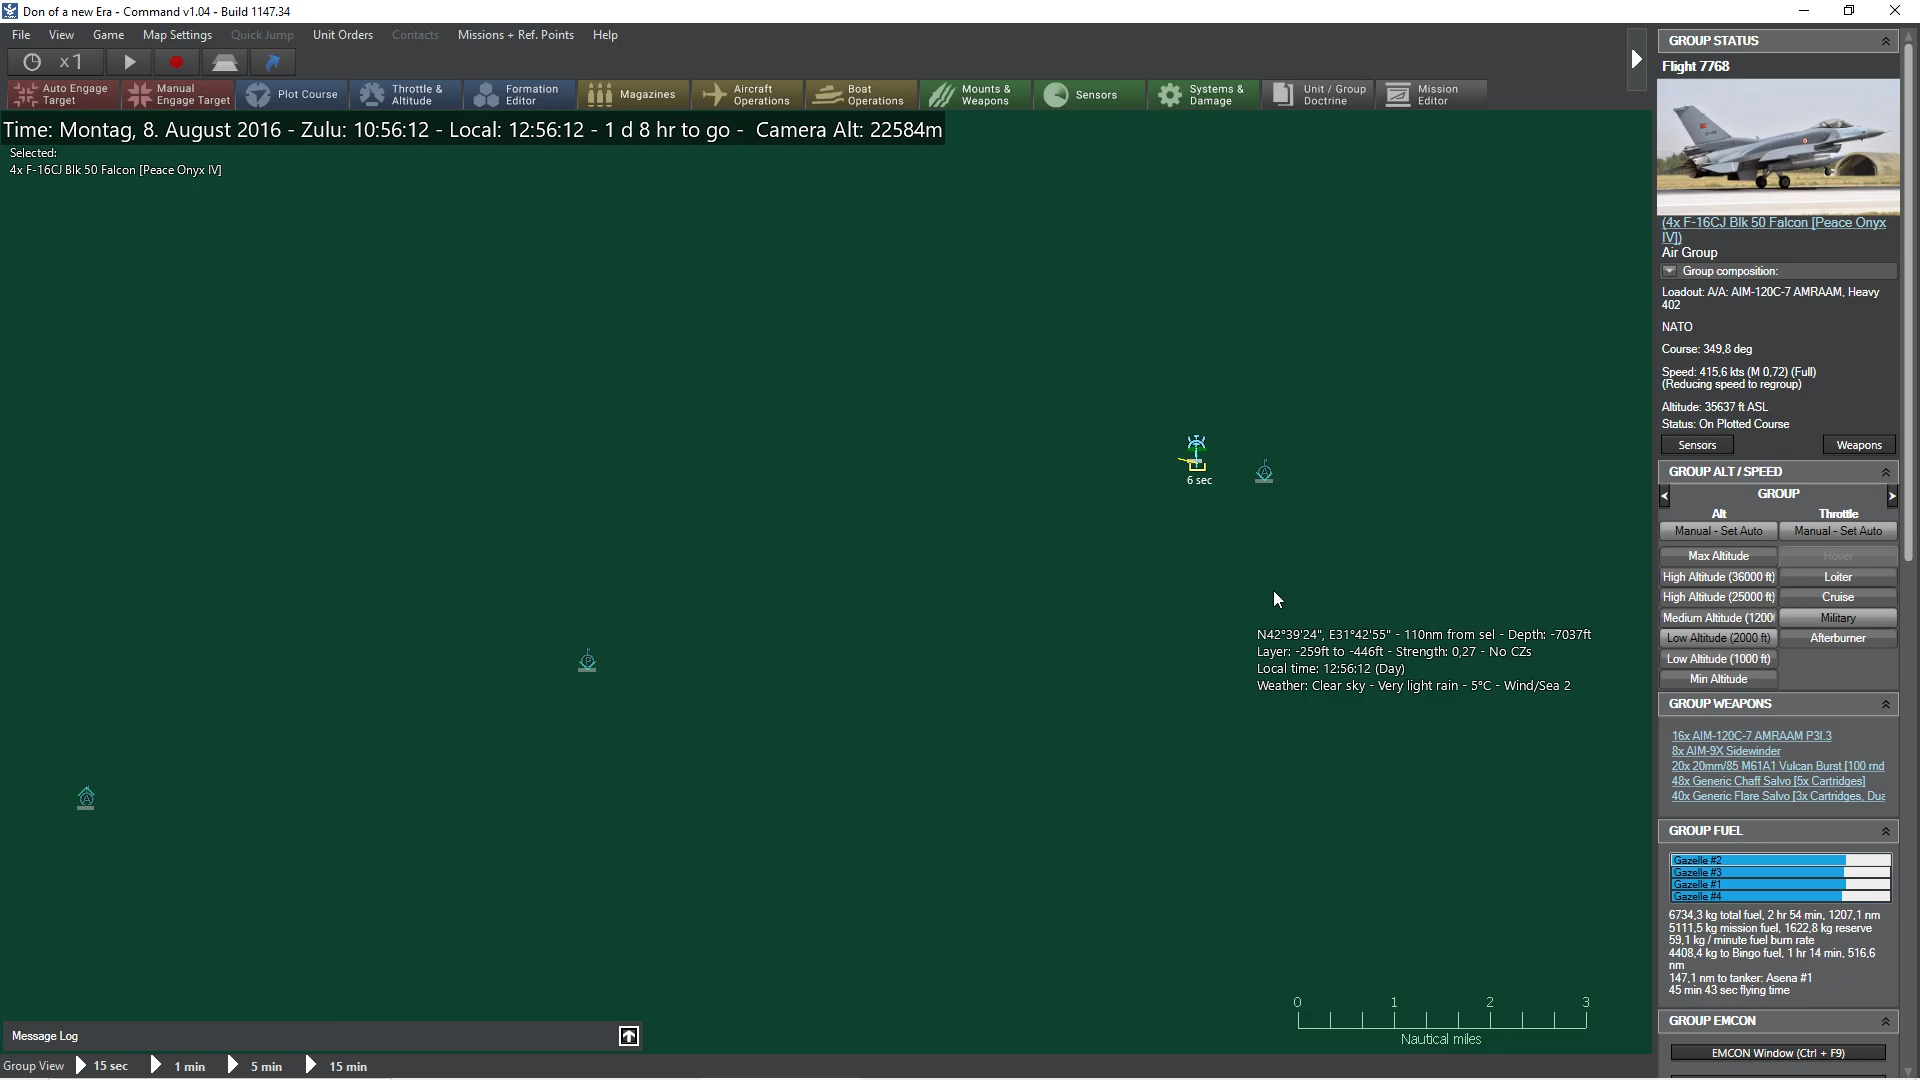 Don of a new Era - Command v1.04 - Build 1147.34
File View Game Map Settings Quick Jump Unit Orders Contacts Missions + Ref. Points Help
x1
Auto Engage Target
Manual Engage Target
Plot Course
Throttle & Altitude
Formation Editor
Magazines
Aircraft Operations
Boat Operations
Mounts & Weapons
Sensors
Systems & Damage
Unit / Group Doctrine
Mission Editor
Time: Montag, 8. August 2016 - Zulu: 10:56:12 - Local: 12:56:12 - 1 d 8 hr to go - Camera Alt: 22584m
Selected:
4x F-16CJ Blk 50 Falcon [Peace Onyx IV]
6 sec
A
P
A
N42°39'24", E31°42'55" - 110nm from sel - Depth: -7037ft
Layer: -259ft to -446ft - Strength: 0,27 - No CZs
Local time: 12:56:12 (Day)
Weather: Clear sky - Very light rain - 5°C - Wind/Sea 2
0 1 2 3
Nautical miles
Message Log
Group View 15 sec 1 min 5 min 15 min
GROUP STATUS
Flight 7768
(4x F-16CJ Blk 50 Falcon [Peace Onyx
IV])
Air Group
Group composition:
Loadout: A/A: AIM-120C-7 AMRAAM, Heavy
402
NATO
Course: 349,8 deg
Speed: 415,6 kts (M 0,72) (Full)
(Reducing speed to regroup)
Altitude: 35637 ft ASL
Status: On Plotted Course
Sensors Weapons
GROUP ALT / SPEED
GROUP
Alt Throttle
Manual - Set Auto Manual - Set Auto
Max Altitude Hover
High Altitude (36000 ft) Loiter
High Altitude (25000 ft) Cruise
Medium Altitude (1200 Military
Low Altitude (2000 ft) Afterburner
Low Altitude (1000 ft)
Min Altitude
GROUP WEAPONS
16x AIM-120C-7 AMRAAM P3I.3
8x AIM-9X Sidewinder
20x 20mm/85 M61A1 Vulcan Burst [100 rnd
48x Generic Chaff Salvo [5x Cartridges]
40x Generic Flare Salvo [3x Cartridges, Dua
GROUP FUEL
Gazelle #2
Gazelle #3
Gazelle #1
Gazelle #4
6734,3 kg total fuel, 2 hr 54 min, 1207,1 nm
5111,5 kg mission fuel, 1622,8 kg reserve
59,1 kg / minute fuel burn rate
4408,4 kg to Bingo fuel, 1 hr 14 min, 516,6
nm
147,1 nm to tanker: Asena #1
45 min 43 sec flying time
GROUP EMCON
EMCON Window (Ctrl + F9)